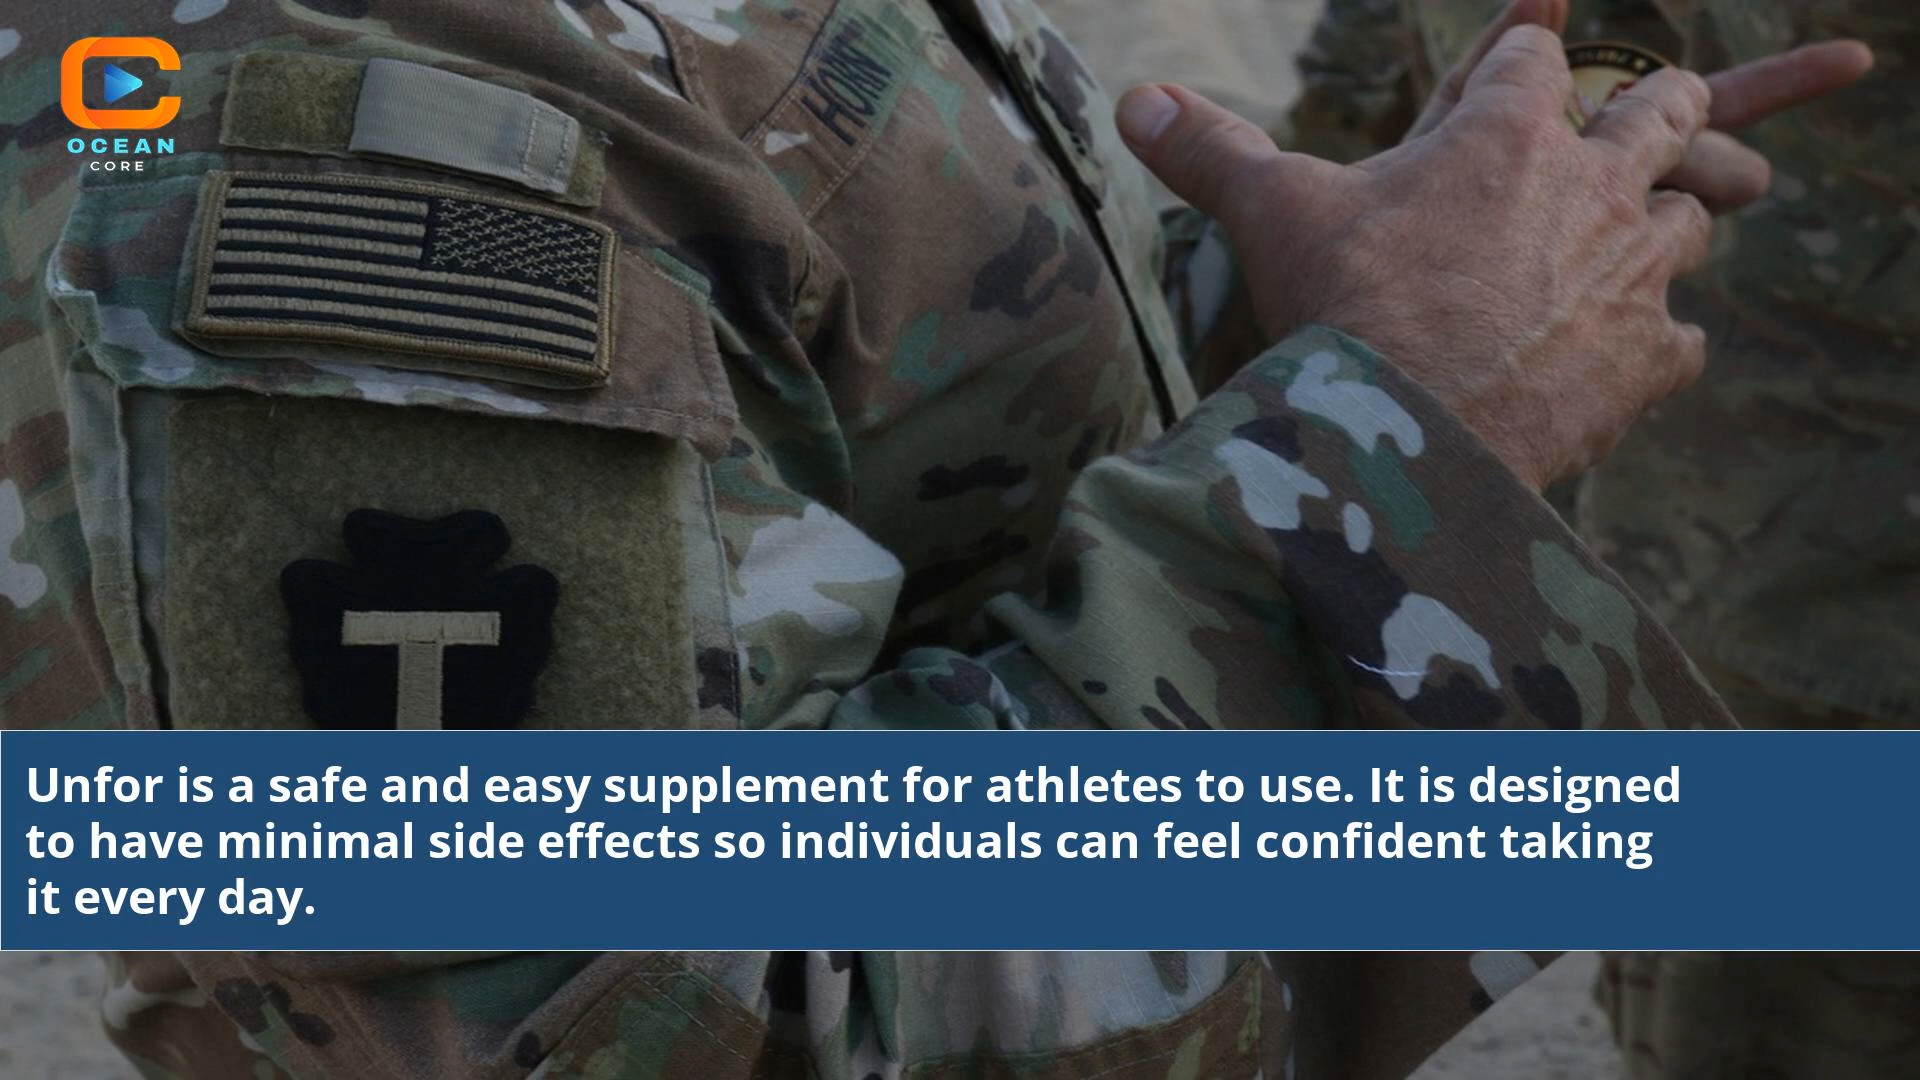 OCEAN
CORE
HORN
T
Unfor is a safe and easy supplement for athletes to use. It is designed
to have minimal side effects so individuals can feel confident taking
it every day.